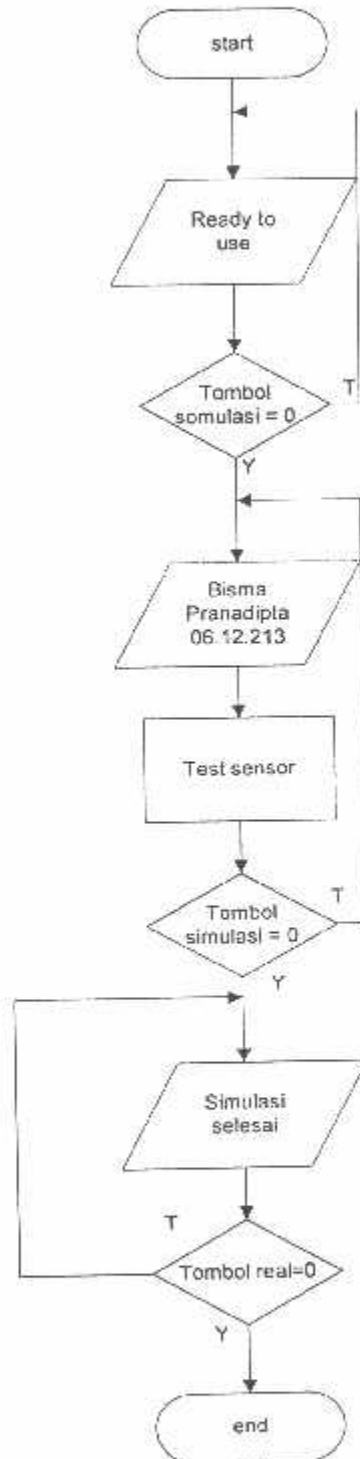 start
Ready to
use
Tombol
somulasi = 0
T
Y
Bisma
Pranadipta
06.12.213
Test sensor
Tombol
simulasi = 0
T
Y
Simulasi
selesai
T
Tombol real=0
Y
end